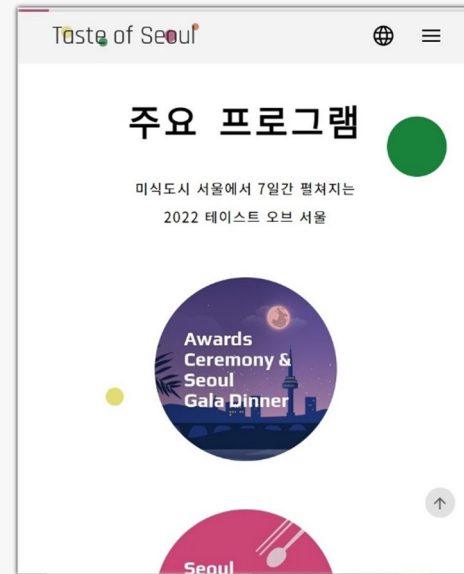 Taste of Seoul
주요 프로그램
미식도시 서울에서 7일간 펼쳐지는
2022 테이스트 오브 서울
Awards
Ceremony &
Seoul
Gala Dinner
Seoul